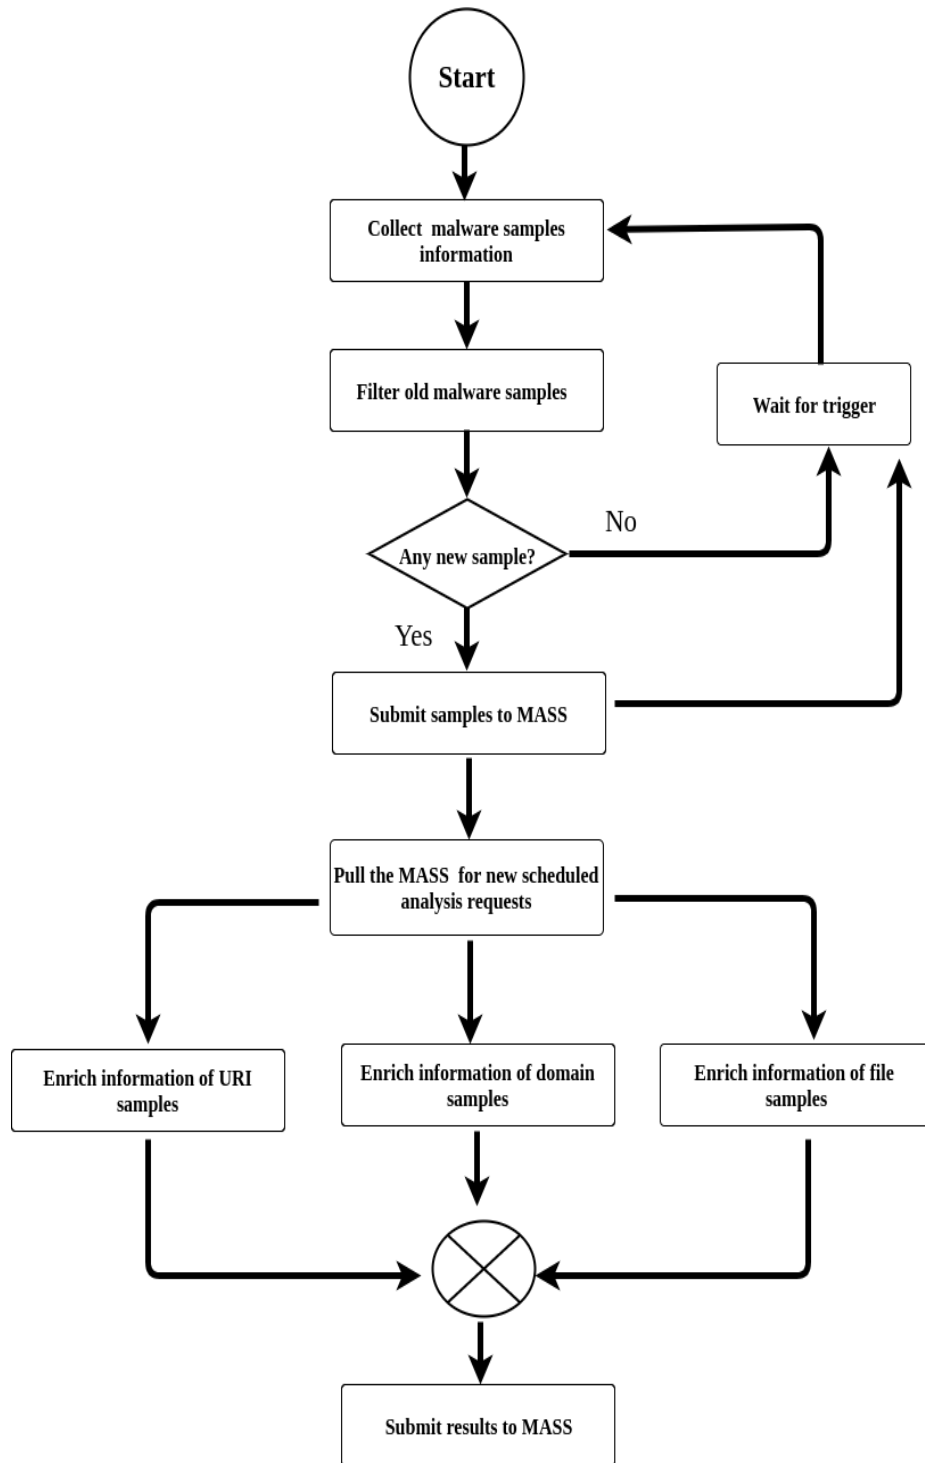 Start
Collect malware samples
information
Filter old malware samples
Wait for trigger
Any new sample?
No
Yes
Submit samples to MASS
Pull the MASS for new scheduled
analysis requests
Enrich information of URI
samples
Enrich information of domain
samples
Enrich information of file
samples
Submit results to MASS